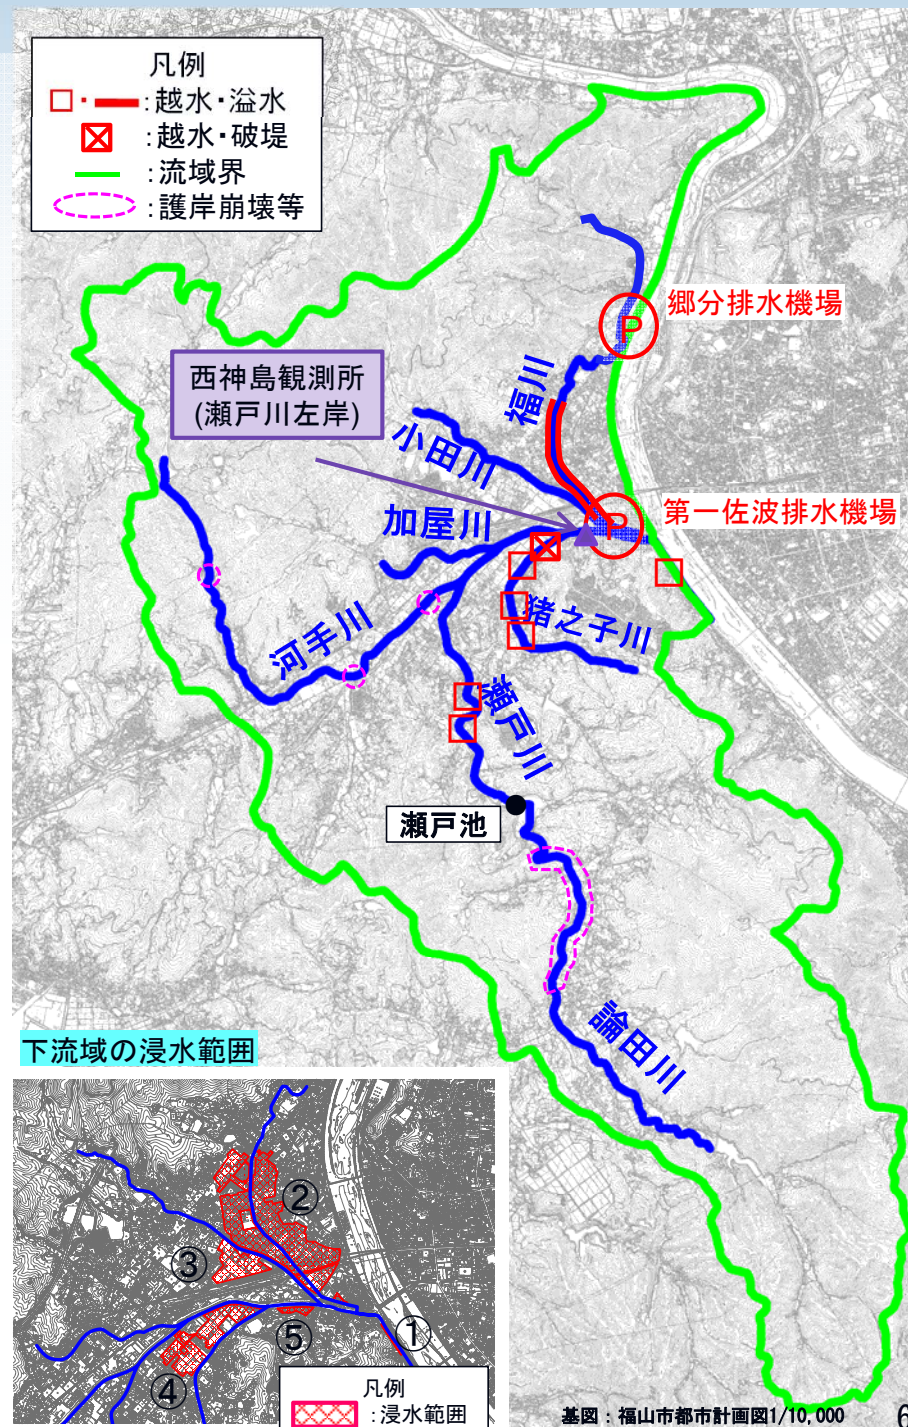 凡例
□・━:越水・溢水
:越水・破堤
:流域界
:護岸崩壊等
郷分排水機場
P
西神島観測所
(瀬戸川左岸)
福川
小田川
第一佐波排水機場
P
加屋川
猪之子川
河手川
瀬戸川
瀬戸池
論田川
下流域の浸水範囲
②
③
①
⑤
④
凡例
:浸水範囲
基図:福山市都市計画図1/10,000
6